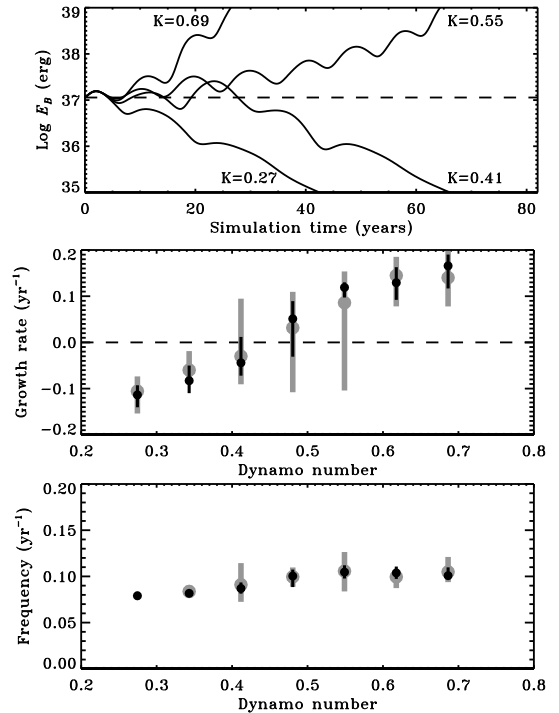 39
K=0.69
K=0.55
38
Log E_B (erg)
37
36
K=0.27
K=0.41
35
0 20 40 60 80
Simulation time (years)
0.2
0.1
Growth rate (yr⁻¹)
0.0
−0.1
−0.2
0.2 0.3 0.4 0.5 0.6 0.7 0.8
Dynamo number
0.20
0.15
Frequency (yr⁻¹)
0.10
0.05
0.00
0.2 0.3 0.4 0.5 0.6 0.7 0.8
Dynamo number